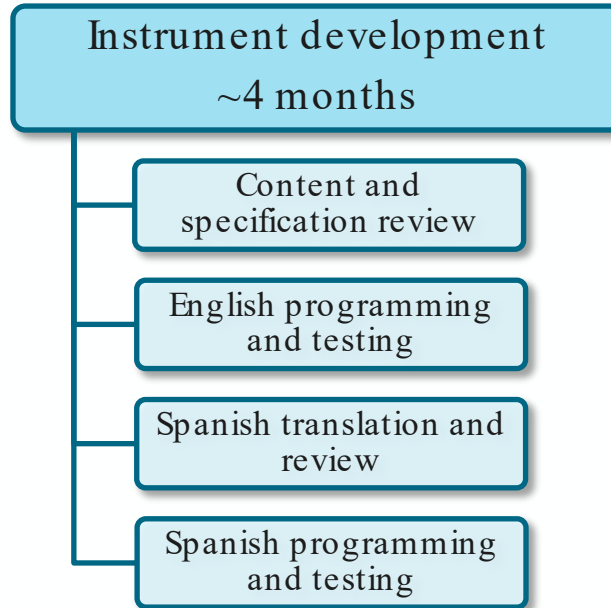 Instrument development
~4 months
Content and
specification review
English programming
and testing
Spanish translation and
review
Spanish programming
and testing